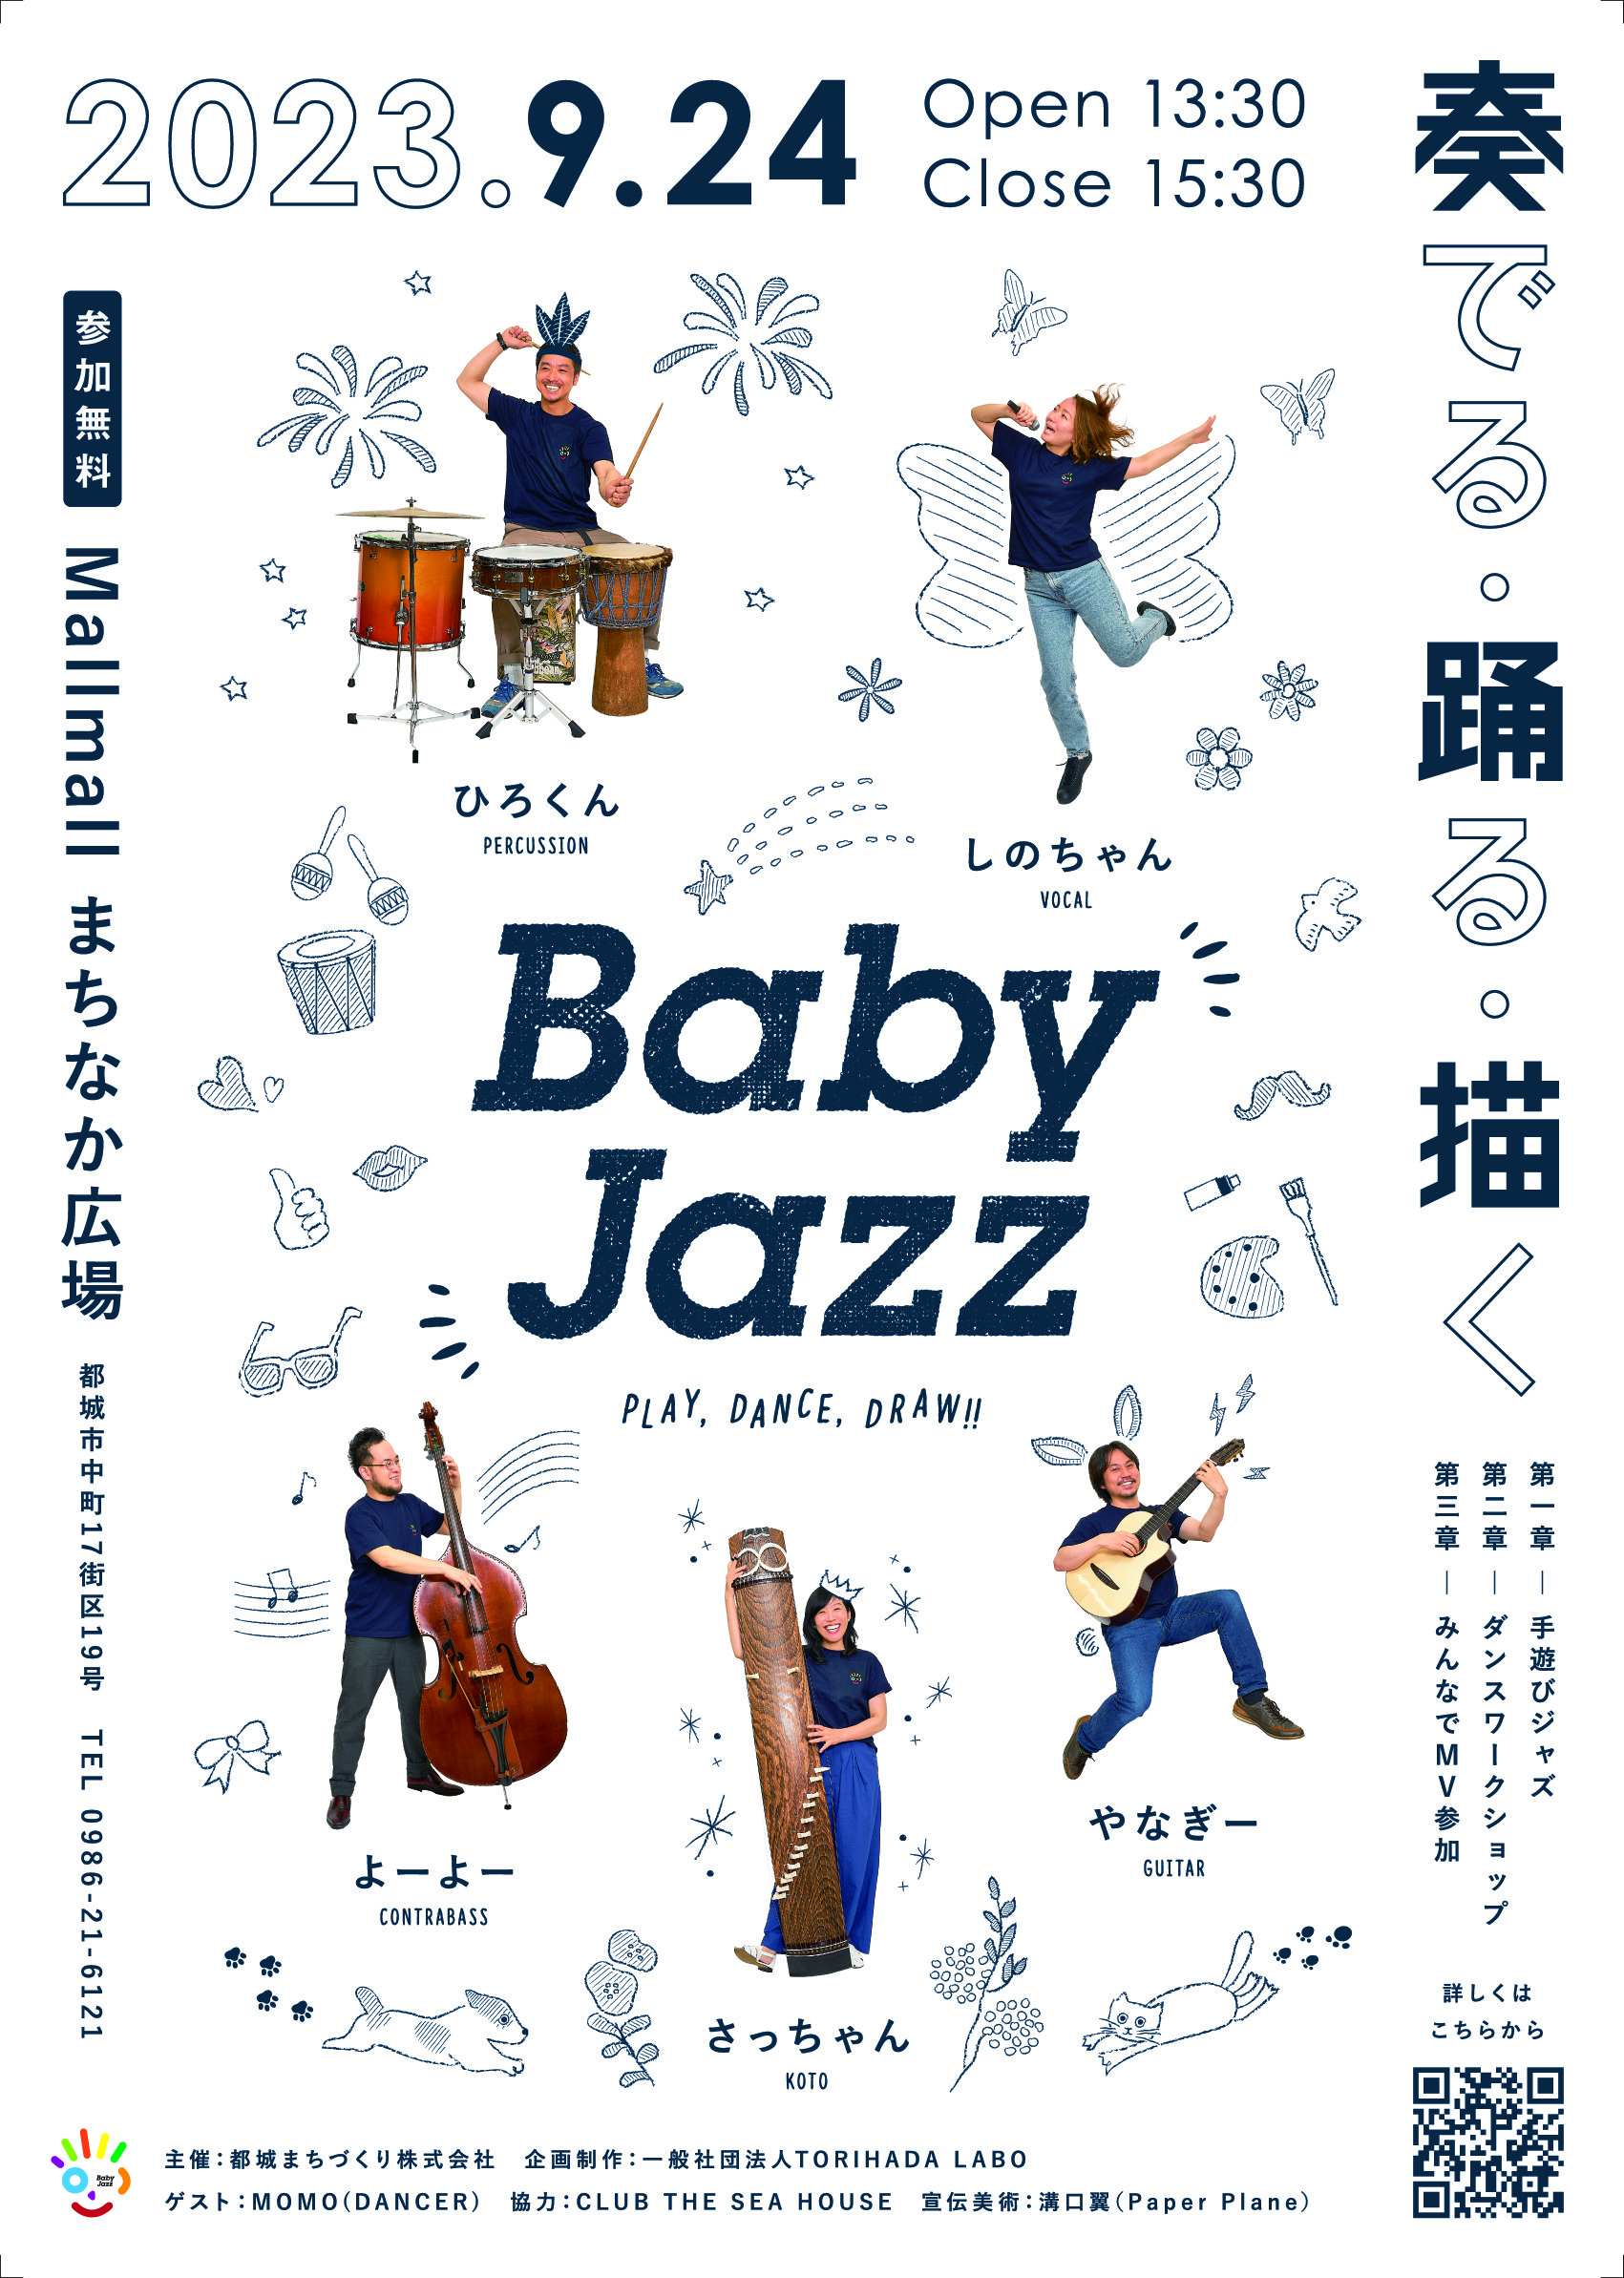 2023.9.24
Open 13:30
Close 15:30
奏でる・踊る・描く
第一章｜手遊びジャズ
第二章｜ダンスワークショップ
第三章｜みんなでMV参加
詳しくは
こちらから
参加無料
Mallmall まちなか広場
都城市中町17街区19号 TEL 0986-21-6121
ひろくん
PERCUSSION
しのちゃん
VOCAL
Baby
Jazz
PLAY, DANCE, DRAW!!
よーよー
CONTRABASS
さっちゃん
KOTO
やなぎー
GUITAR
Baby
Jazz
主催：都城まちづくり株式会社 企画制作：一般社団法人TORIHADA LABO
ゲスト：MOMO（DANCER） 協力：CLUB THE SEA HOUSE 宣伝美術：溝口翼（Paper Plane）